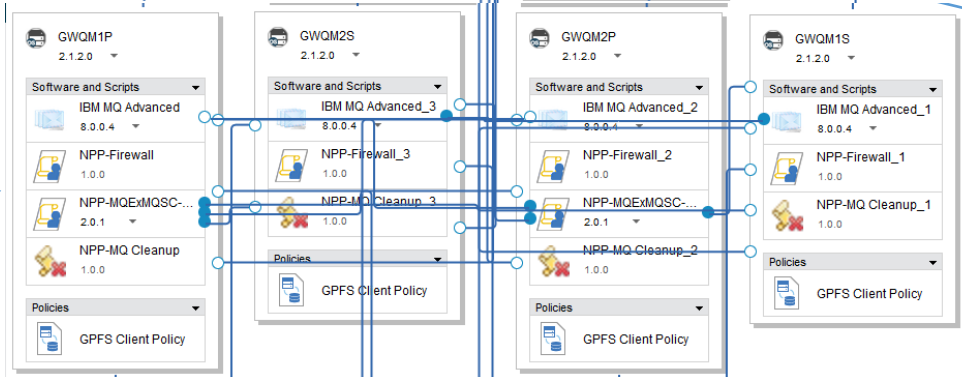 GWQM1P
2.1.2.0
Software and Scripts
IBM MQ Advanced
8.0.0.4
NPP-Firewall
1.0.0
NPP-MQExMQSC-...
2.0.1
NPP-MQ Cleanup
1.0.0
Policies
GPFS Client Policy
GWQM2S
2.1.2.0
Software and Scripts
IBM MQ Advanced_3
8.0.0.4
NPP-Firewall_3
1.0.0
NPP-MQ Cleanup_3
1.0.0
Policies
GPFS Client Policy
GWQM2P
2.1.2.0
Software and Scripts
IBM MQ Advanced_2
8.0.0.4
NPP-Firewall_2
1.0.0
NPP-MQExMQSC-...
2.0.1
NPP-MQ Cleanup_2
1.0.0
Policies
GPFS Client Policy
GWQM1S
2.1.2.0
Software and Scripts
IBM MQ Advanced_1
8.0.0.4
NPP-Firewall_1
1.0.0
NPP-MQ Cleanup_1
1.0.0
Policies
GPFS Client Policy